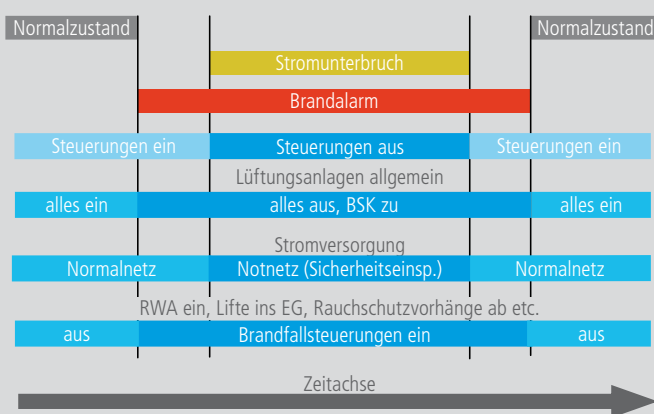 Normalzustand Normalzustand
Stromunterbruch
Brandalarm
Steuerungen ein Steuerungen aus Steuerungen ein
Lüftungsanlagen allgemein
alles ein alles aus, BSK zu alles ein
Stromversorgung
Normalnetz Notnetz (Sicherheitseinsp.) Normalnetz
RWA ein, Lifte ins EG, Rauchschutzvorhänge ab etc.
aus Brandfallsteuerungen ein aus
Zeitachse